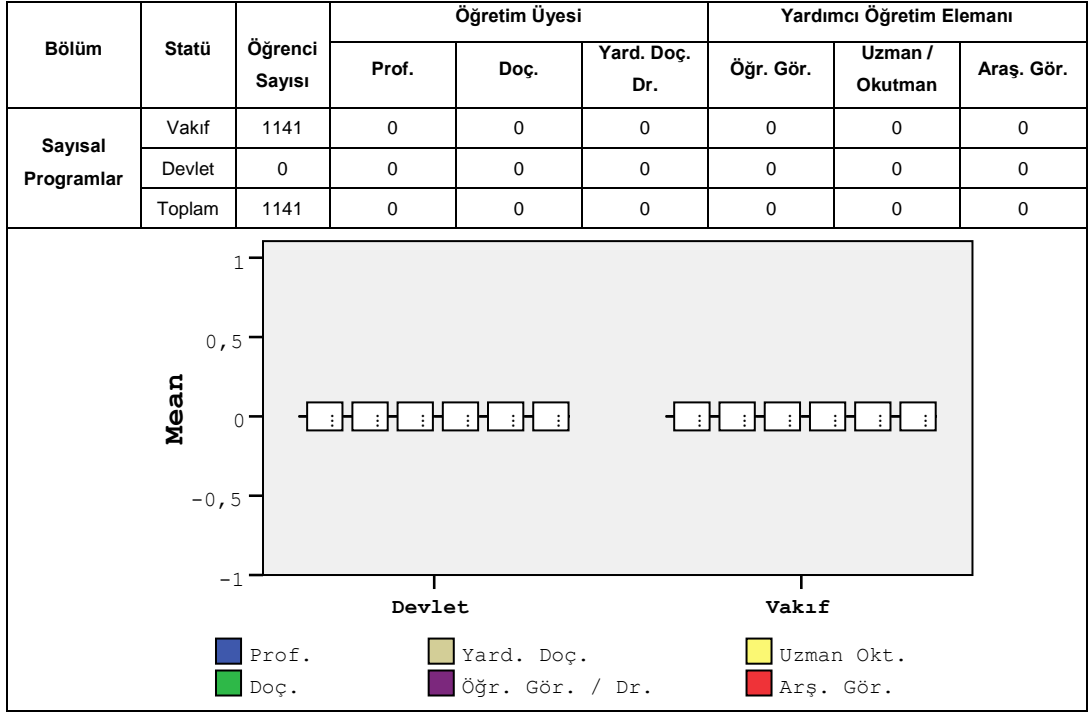 Bölüm Statü Öğrenci Sayısı Öğretim Üyesi Yardımcı Öğretim Elemanı
Prof. Doç. Yard. Doç. Dr. Öğr. Gör. Uzman / Okutman Araş. Gör.
Sayısal Programlar
Vakıf 1141 0 0 0 0 0 0
Devlet 0 0 0 0 0 0 0
Toplam 1141 0 0 0 0 0 0
1
0,5
0
-0,5
-1
Mean
Devlet Vakıf
Prof. Yard. Doç. Uzman Okt.
Doç. Öğr. Gör. / Dr. Arş. Gör.